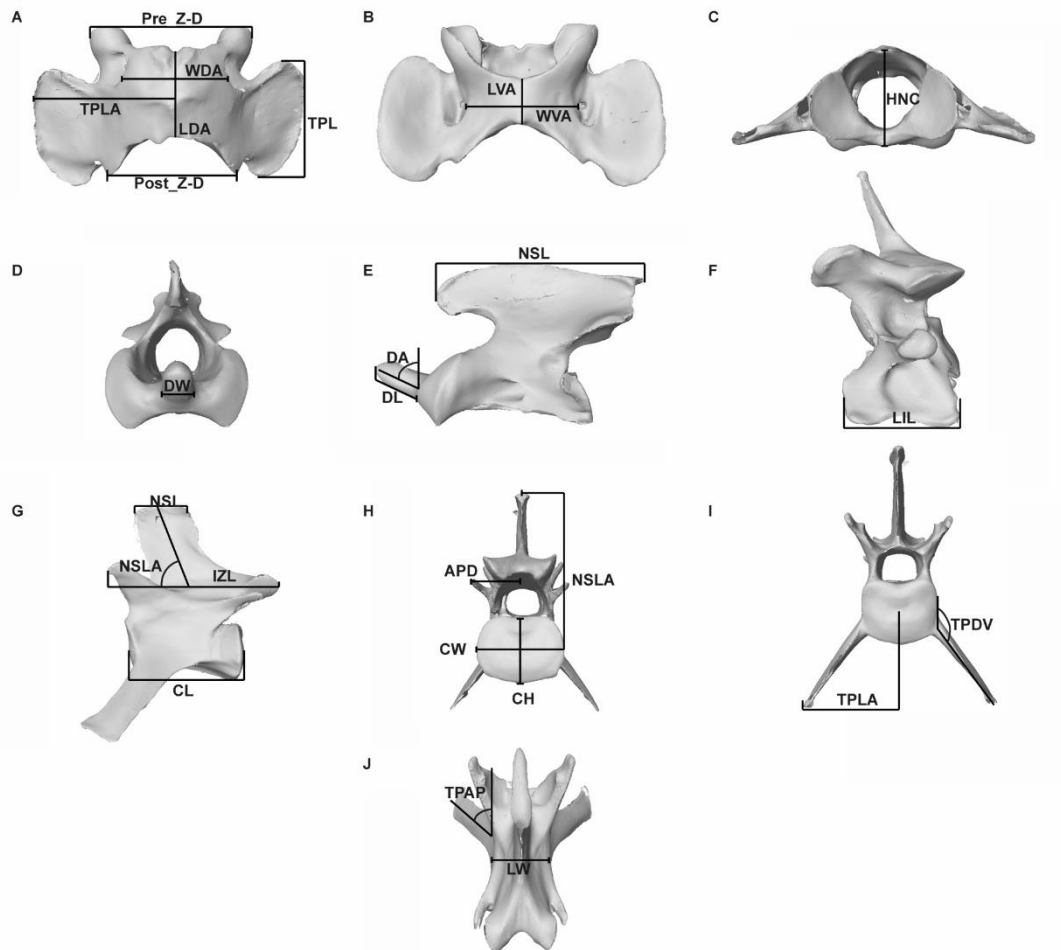 A
Pre_Z-D
WDA
TPLA
LDA
TPL
Post_Z-D
B
LVA
WVA
C
HNC
D
DW
E
NSL
DA
DL
F
LIL
G
NSL
NSLA
IZL
CL
H
APD
NSLA
CW
CH
I
TPDV
TPLA
J
TPAP
LW